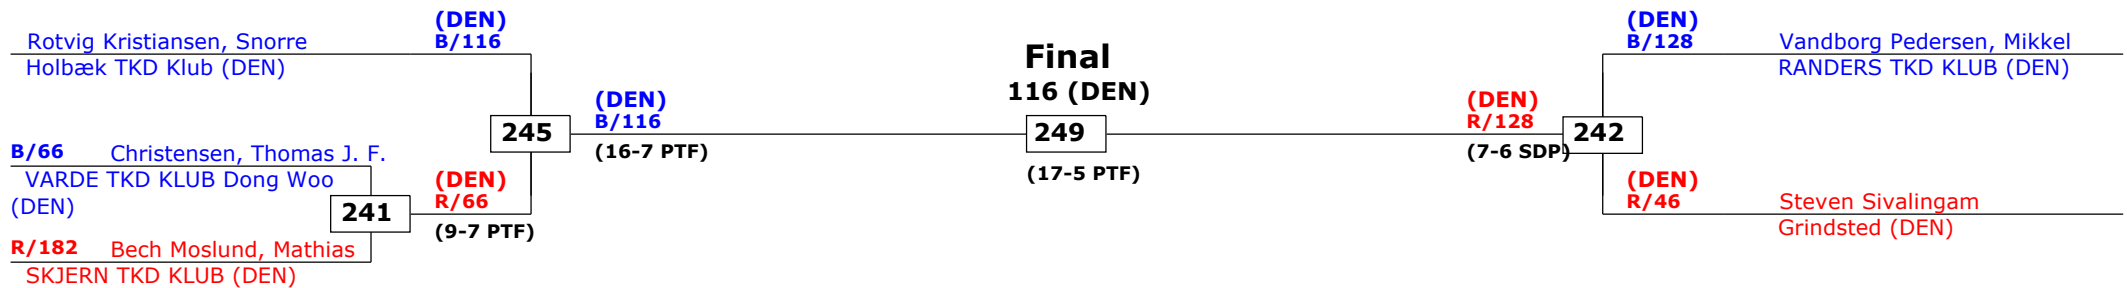 (DEN)
B/116
Rotvig Kristiansen, Snorre
Holbæk TKD Klub (DEN)
B/66 Christensen, Thomas J. F.
VARDE TKD KLUB Dong Woo
(DEN)
R/182 Bech Moslund, Mathias
SKJERN TKD KLUB (DEN)
241
(DEN)
R/66
(9-7 PTF)
245
(DEN)
B/116
(16-7 PTF)
Final
116 (DEN)
249
(17-5 PTF)
(DEN)
R/128
(7-6 SDP)
242
(DEN)
B/128
Vandborg Pedersen, Mikkel
RANDERS TKD KLUB (DEN)
(DEN)
R/46
Steven Sivalingam
Grindsted (DEN)